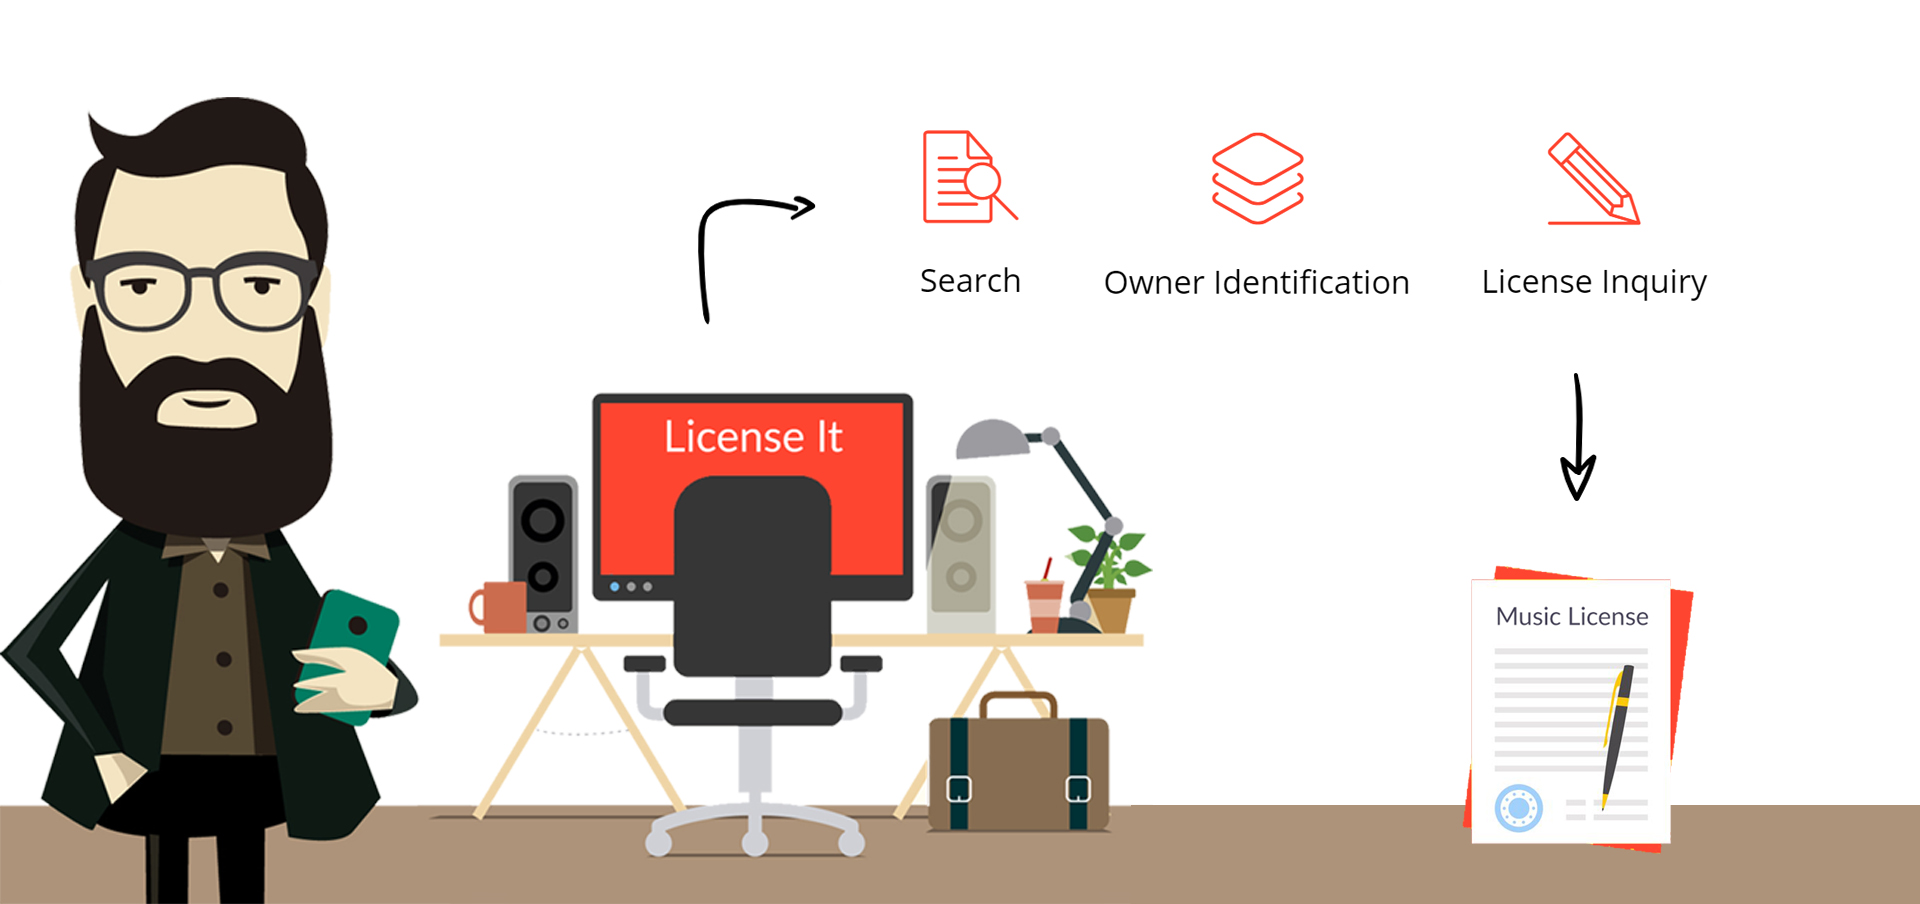 Search
Owner Identification
License Inquiry
License It
Music License